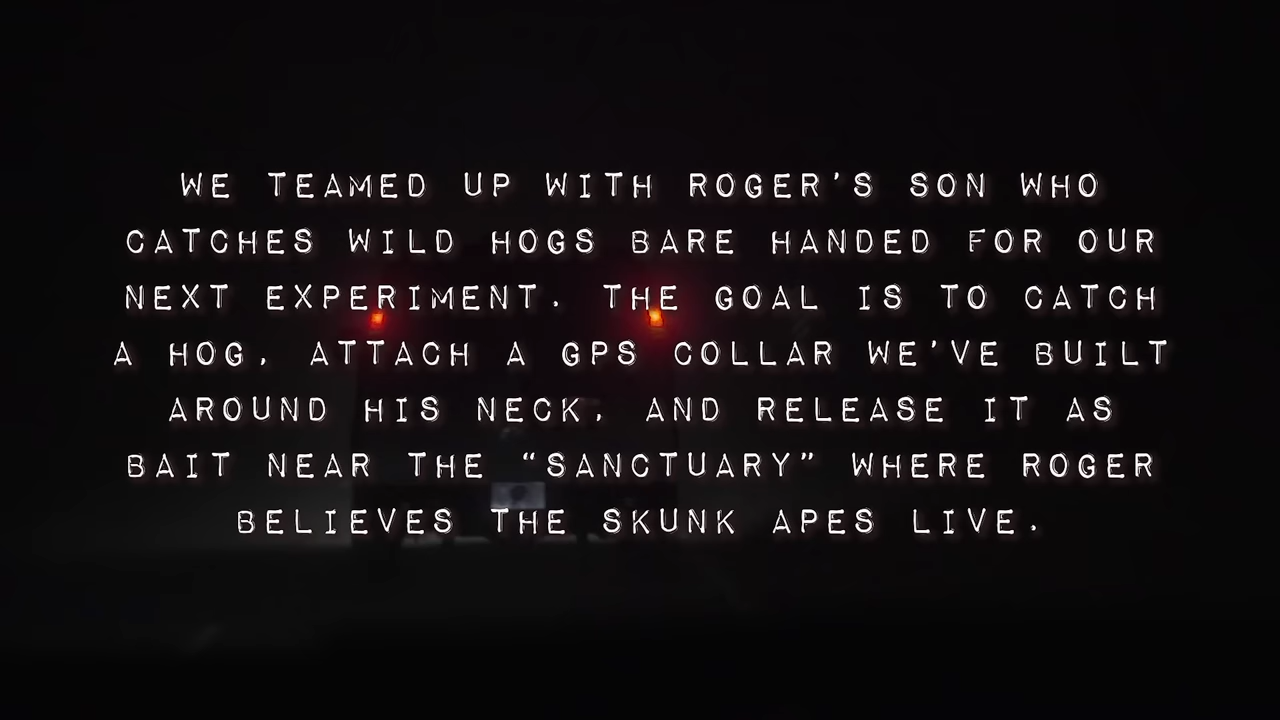 WE TEAMED UP WITH ROGER'S SON WHO
CATCHES WILD HOGS BARE HANDED FOR OUR
NEXT EXPERIMENT. THE GOAL IS TO CATCH
A HOG, ATTACH A GPS COLLAR WE'VE BUILT
AROUND HIS NECK, AND RELEASE IT AS
BAIT NEAR THE “SANCTUARY” WHERE ROGER
BELIEVES THE SKUNK APES LIVE.